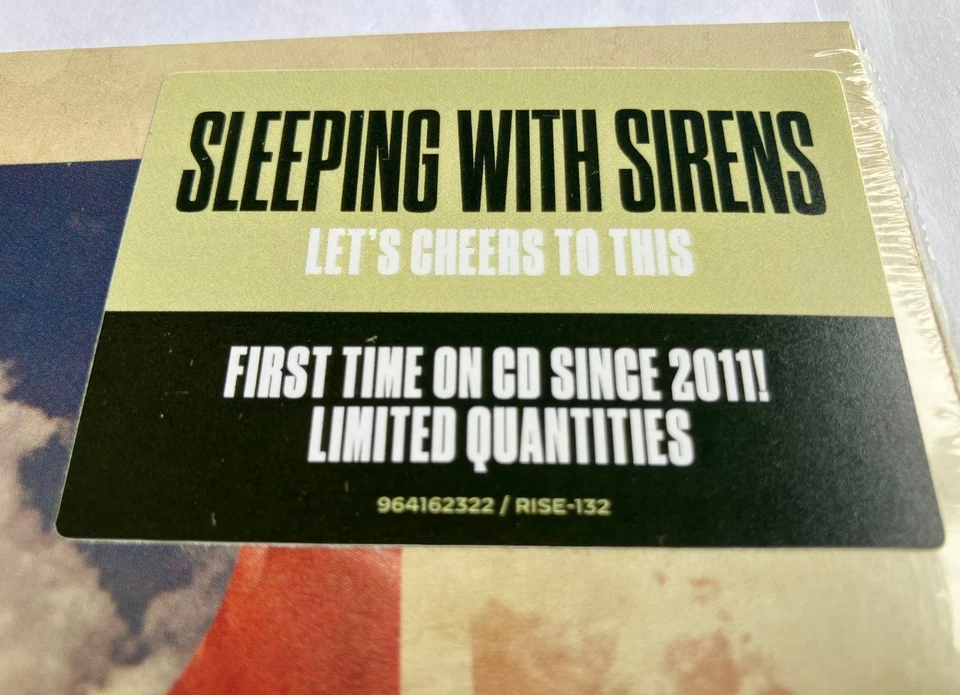 SLEEPING WITH SIRENS
LET'S CHEERS TO THIS
FIRST TIME ON CD SINCE 2011!
LIMITED QUANTITIES
964162322 / RISE-132